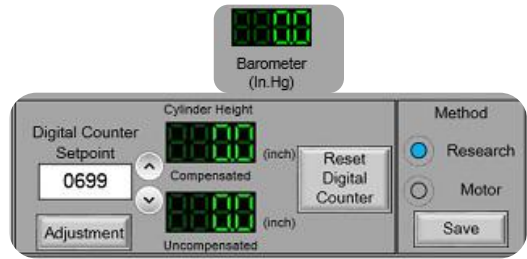 0.0
Barometer
(In.Hg)
Cylinder Height
Digital Counter
Setpoint
0699
Adjustment
0.0
(inch)
Compensated
0.0
(inch)
Uncompensated
Reset
Digital
Counter
Method
Research
Motor
Save